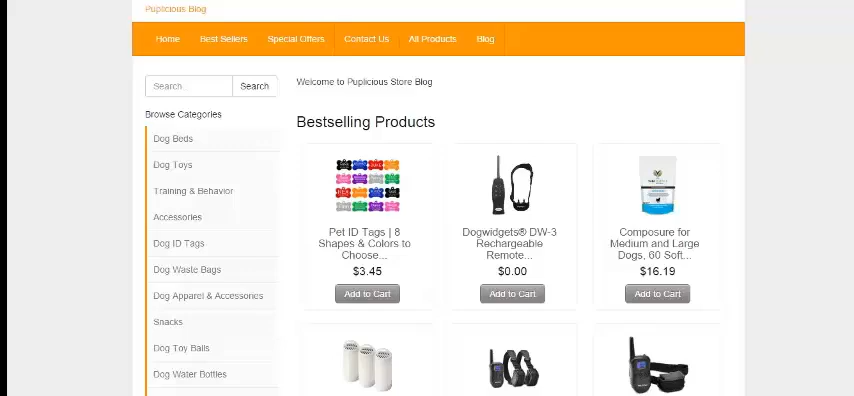 Puplicious Blog
Home Best Sellers Special Offers Contact Us All Products Blog
Search...
Search
Welcome to Puplicious Store Blog
Browse Categories
Dog Beds
Dog Toys
Training & Behavior
Accessories
Dog ID Tags
Dog Waste Bags
Dog Apparel & Accessories
Snacks
Dog Toy Balls
Dog Water Bottles
Bestselling Products
Pet ID Tags | 8
Shapes & Colors to
Choose...
$3.45
Add to Cart
Dogwidgets® DW-3
Rechargeable
Remote...
$0.00
Add to Cart
Composure for
Medium and Large
Dogs, 60 Soft...
$16.19
Add to Cart